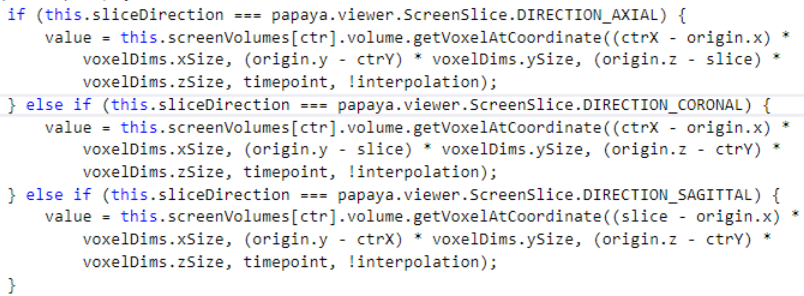 if (this.sliceDirection === papaya.viewer.ScreenSlice.DIRECTION_AXIAL) {
    value = this.screenVolumes[ctr].volume.getVoxelAtCoordinate((ctrX - origin.x) *
        voxelDims.xSize, (origin.y - ctrY) * voxelDims.ySize, (origin.z - slice) *
        voxelDims.zSize, timepoint, !interpolation);
} else if (this.sliceDirection === papaya.viewer.ScreenSlice.DIRECTION_CORONAL) {
    value = this.screenVolumes[ctr].volume.getVoxelAtCoordinate((ctrX - origin.x) *
        voxelDims.xSize, (origin.y - slice) * voxelDims.ySize, (origin.z - ctrY) *
        voxelDims.zSize, timepoint, !interpolation);
} else if (this.sliceDirection === papaya.viewer.ScreenSlice.DIRECTION_SAGITTAL) {
    value = this.screenVolumes[ctr].volume.getVoxelAtCoordinate((slice - origin.x) *
        voxelDims.xSize, (origin.y - ctrX) * voxelDims.ySize, (origin.z - ctrY) *
        voxelDims.zSize, timepoint, !interpolation);
}